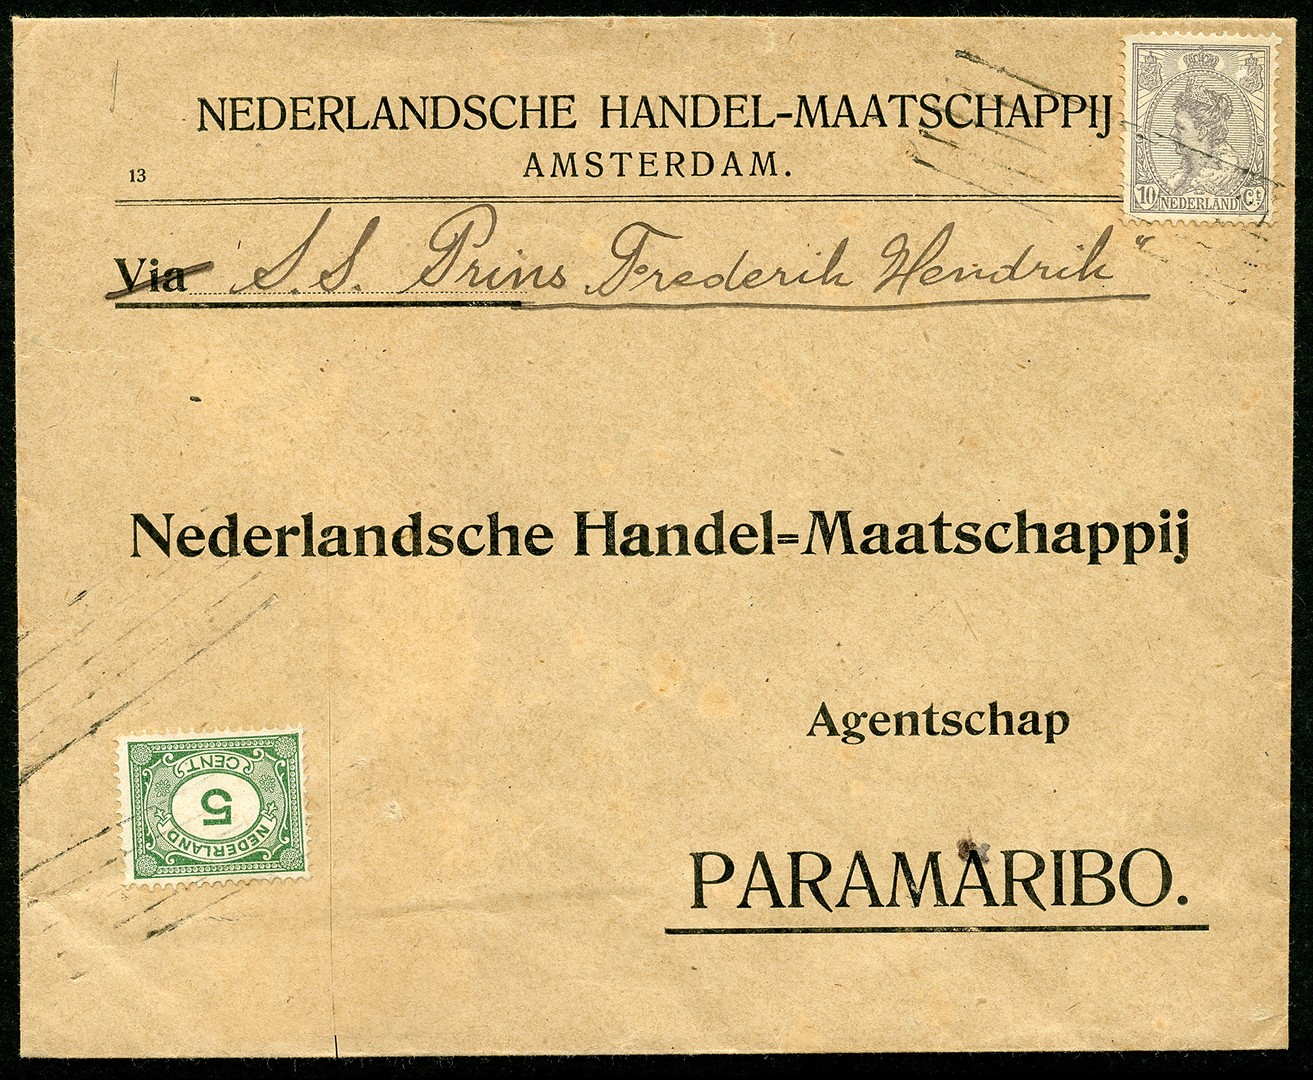 NEDERLANDSCHE HANDEL-MAATSCHAPPIJ
AMSTERDAM.
13
10 NEDERLAND Ct
Via "S.S. Prins Frederik Hendrik"
Nederlandsche Handel-Maatschappij
Agentschap
PARAMARIBO.
CENT
5
NEDERLAND